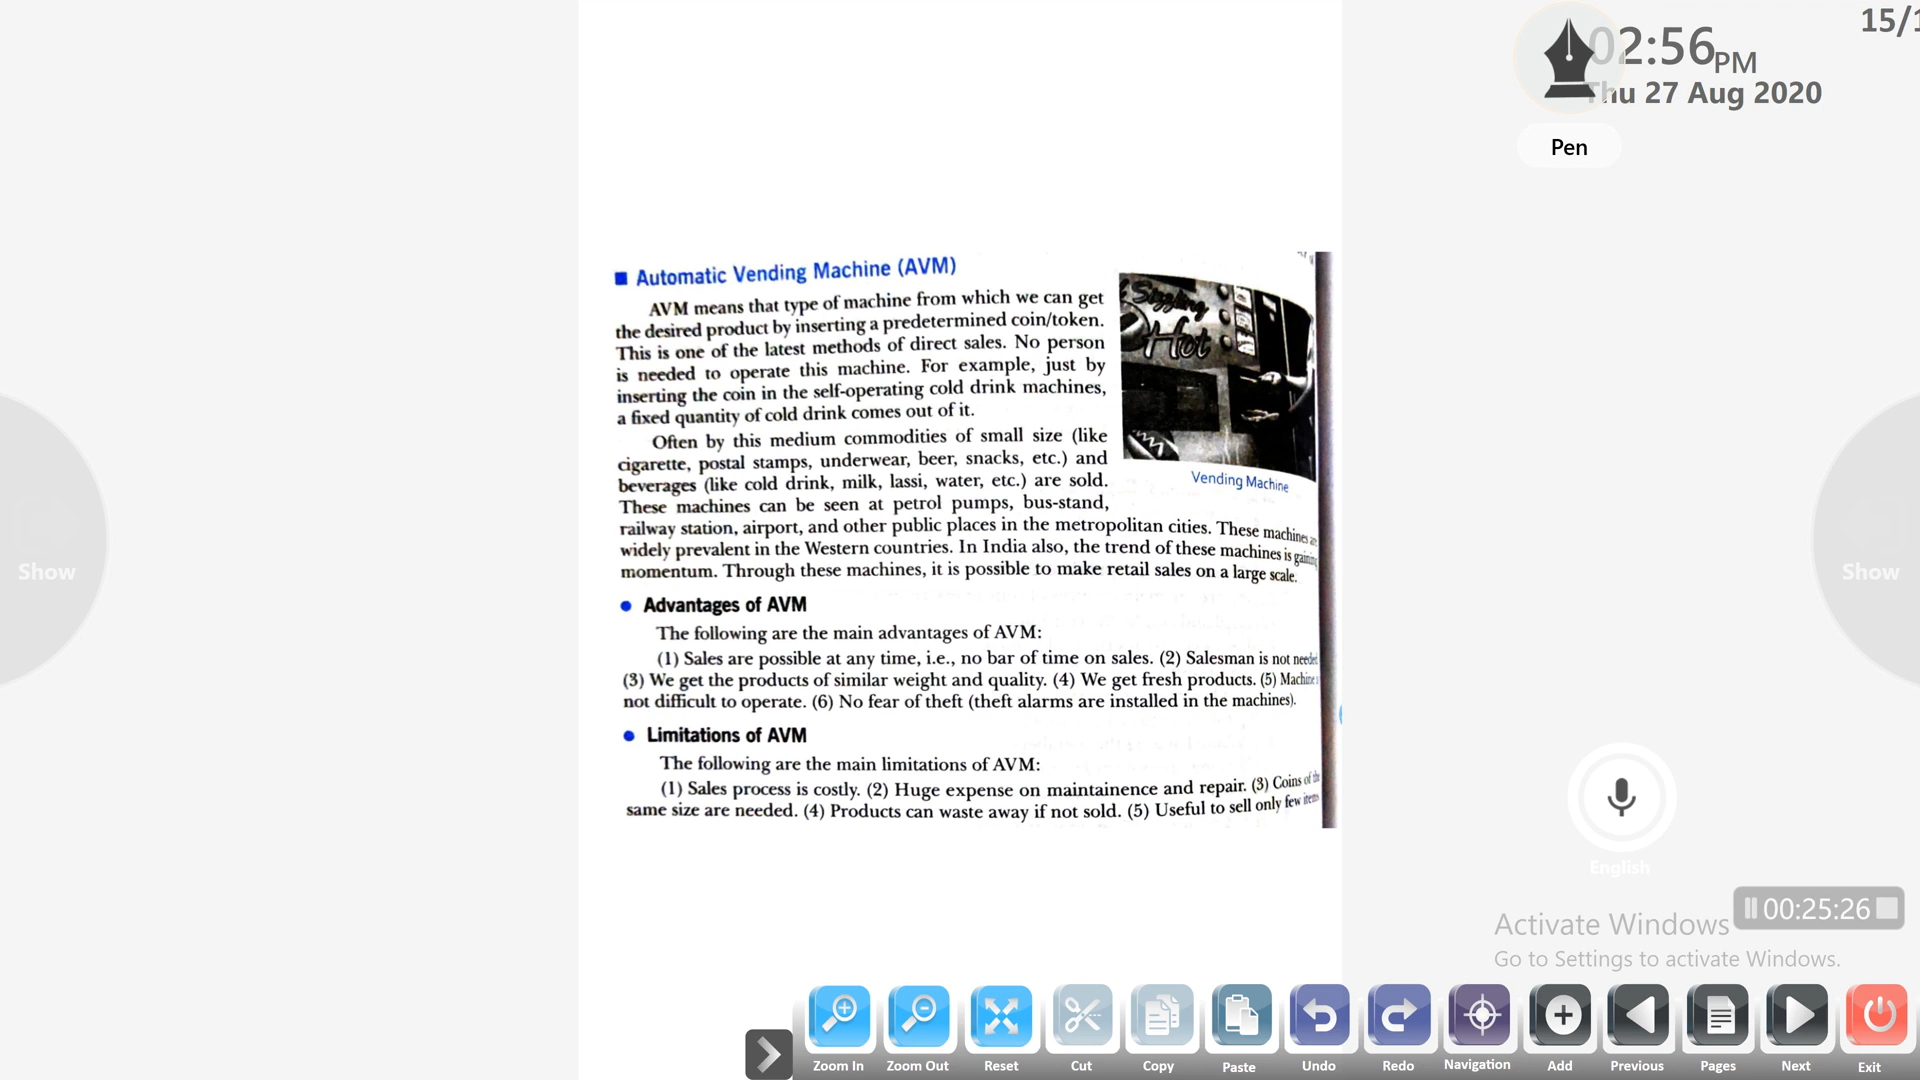 15/1
02:56 PM
Thu 27 Aug 2020
Pen
■ Automatic Vending Machine (AVM)
AVM means that type of machine from which we can get
the desired product by inserting a predetermined coin/token.
This is one of the latest methods of direct sales. No person
is needed to operate this machine. For example, just by
inserting the coin in the self-operating cold drink machines,
a fixed quantity of cold drink comes out of it.
Often by this medium commodities of small size (like
cigarette, postal stamps, underwear, beer, snacks, etc.) and
beverages (like cold drink, milk, lassi, water, etc.) are sold.
These machines can be seen at petrol pumps, bus-stand,
Sizzling
Hot
Vending Machine
railway station, airport, and other public places in the metropolitan cities. These machines are
widely prevalent in the Western countries. In India also, the trend of these machines is gaining
momentum. Through these machines, it is possible to make retail sales on a large scale.
● Advantages of AVM
The following are the main advantages of AVM:
(1) Sales are possible at any time, i.e., no bar of time on sales. (2) Salesman is not needed
(3) We get the products of similar weight and quality. (4) We get fresh products. (5) Machine
not difficult to operate. (6) No fear of theft (theft alarms are installed in the machines).
● Limitations of AVM
The following are the main limitations of AVM:
(1) Sales process is costly. (2) Huge expense on maintainence and repair. (3) Coins of the
same size are needed. (4) Products can waste away if not sold. (5) Useful to sell only few items
Show
Show
English
00:25:26
Activate Windows
Go to Settings to activate Windows.
Zoom In
Zoom Out
Reset
Cut
Copy
Paste
Undo
Redo
Navigation
Add
Previous
Pages
Next
Exit